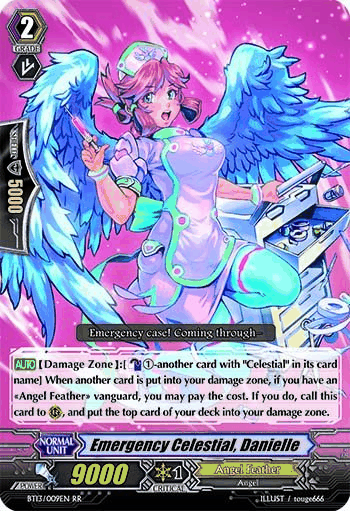 2
GRADE
SHIELD
5000
Emergency case! Coming through–
AUTO [Damage Zone]:[①-another card with "Celestial" in its card
name] When another card is put into your damage zone, if you have an
«Angel Feather» vanguard, you may pay the cost. If you do, call this
card to , and put the top card of your deck into your damage zone.
NORMAL
UNIT
Emergency Celestial, Danielle
POWER
9000
1
CRITICAL
Angel Feather
Angel
BT13/009EN RR
ILLUST / touge666